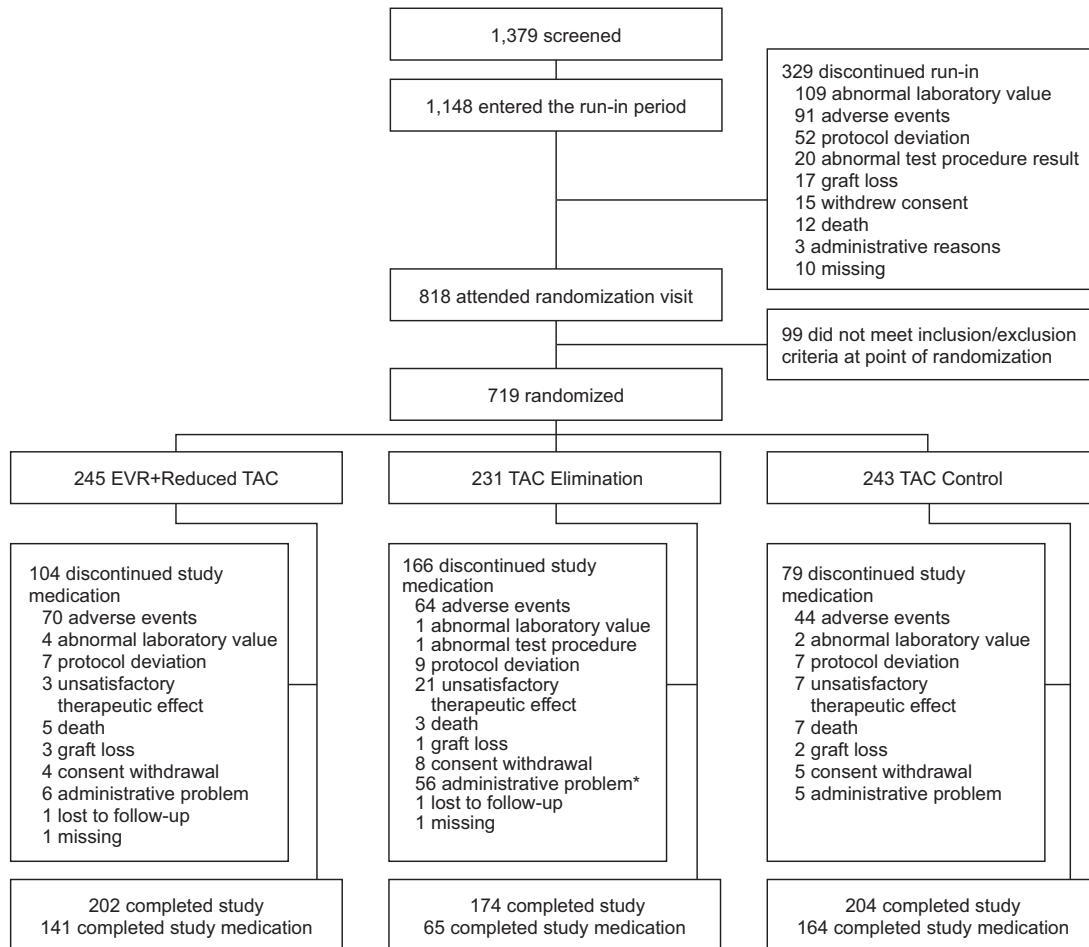 1,379 screened
1,148 entered the run-in period
329 discontinued run-in
109 abnormal laboratory value
91 adverse events
52 protocol deviation
20 abnormal test procedure result
17 graft loss
15 withdrew consent
12 death
3 administrative reasons
10 missing
818 attended randomization visit
99 did not meet inclusion/exclusion
criteria at point of randomization
719 randomized
245 EVR+Reduced TAC
231 TAC Elimination
243 TAC Control
104 discontinued study
medication
70 adverse events
4 abnormal laboratory value
7 protocol deviation
3 unsatisfactory
therapeutic effect
5 death
3 graft loss
4 consent withdrawal
6 administrative problem
1 lost to follow-up
1 missing
166 discontinued study
medication
64 adverse events
1 abnormal laboratory value
1 abnormal test procedure
9 protocol deviation
21 unsatisfactory
therapeutic effect
3 death
1 graft loss
8 consent withdrawal
56 administrative problem*
1 lost to follow-up
1 missing
79 discontinued study
medication
44 adverse events
2 abnormal laboratory value
7 protocol deviation
7 unsatisfactory
therapeutic effect
7 death
2 graft loss
5 consent withdrawal
5 administrative problem
202 completed study
141 completed study medication
174 completed study
65 completed study medication
204 completed study
164 completed study medication